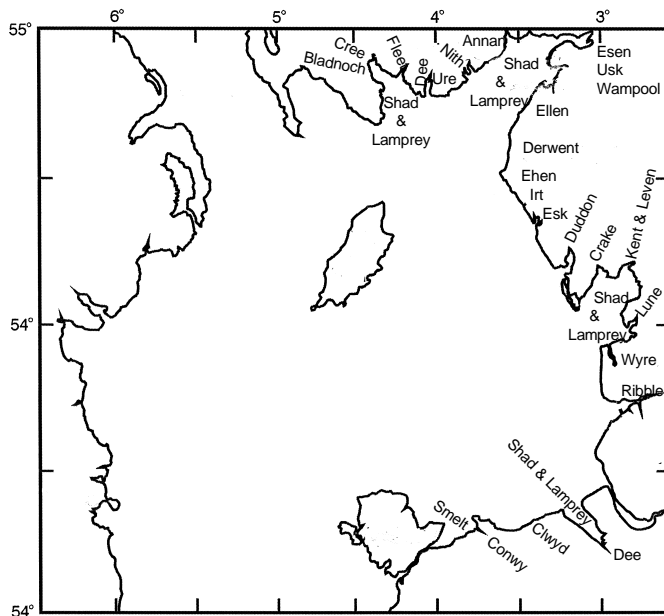 6° 5° 4° 3°
55°
Cree
Bladnoch
Fleet
Dee
Ure
Nith
Annan
Shad
&
Lamprey
Shad
&
Lamprey
Esen
Usk
Wampool
Ellen
Derwent
Ehen
Irt
Esk
Duddon
Crake
Kent & Leven
Shad
&
Lamprey
Lune
54°
Wyre
Ribble
Shad & Lamprey
Smelt
Conwy
Clwyd
Dee
54°